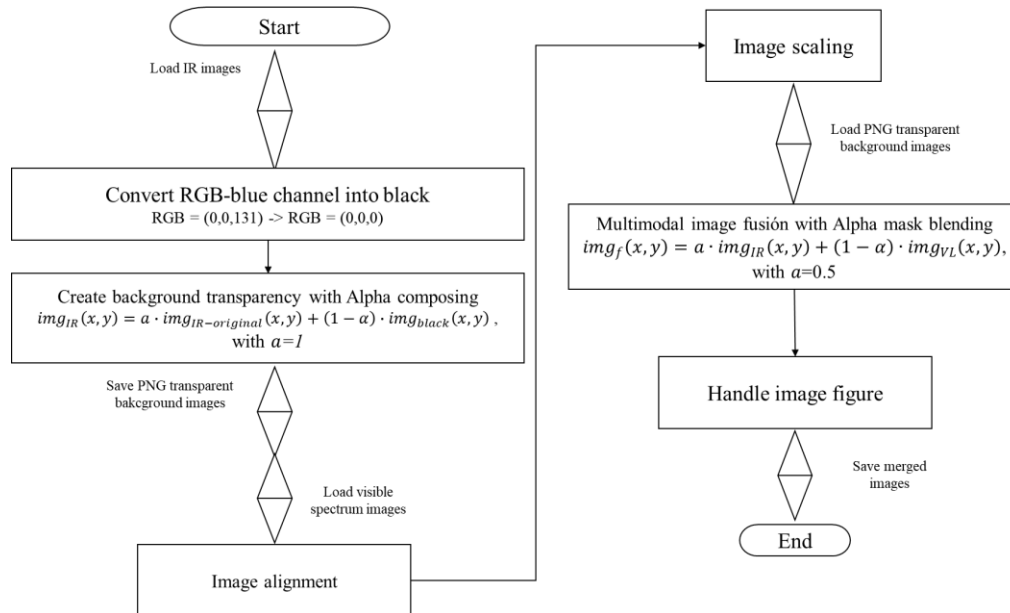 Start
Load IR images
Convert RGB-blue channel into black
RGB = (0,0,131) -> RGB = (0,0,0)
Create background transparency with Alpha composing
img_IR(x, y) = a · img_IR−original(x, y) + (1 − α) · img_black(x, y) ,
with a=1
Save PNG transparent
bakcground images
Load visible
spectrum images
Image alignment
Image scaling
Load PNG transparent
background images
Multimodal image fusión with Alpha mask blending
img_f(x, y) = a · img_IR(x, y) + (1 − α) · img_VL(x, y),
with a=0.5
Handle image figure
Save merged
images
End